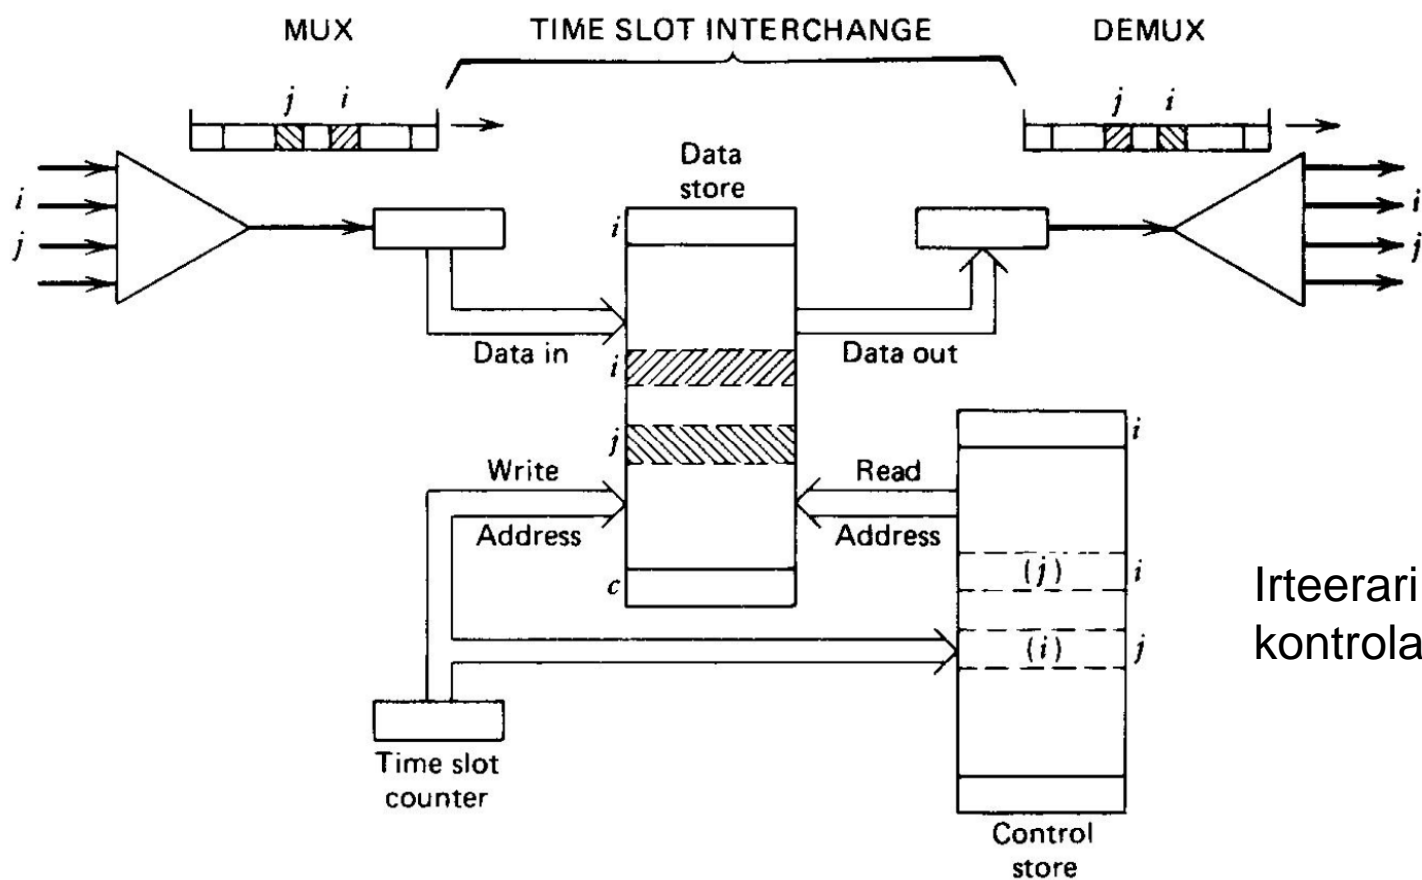 MUX
TIME SLOT INTERCHANGE
DEMUX
j i
j i
Data
store
i
j
i
i
j
Data in
Data out
i
i
j
Write
Read
Address
Address
(j) i
c
(i) j
Irteerari
kontrola
Time slot
counter
Control
store